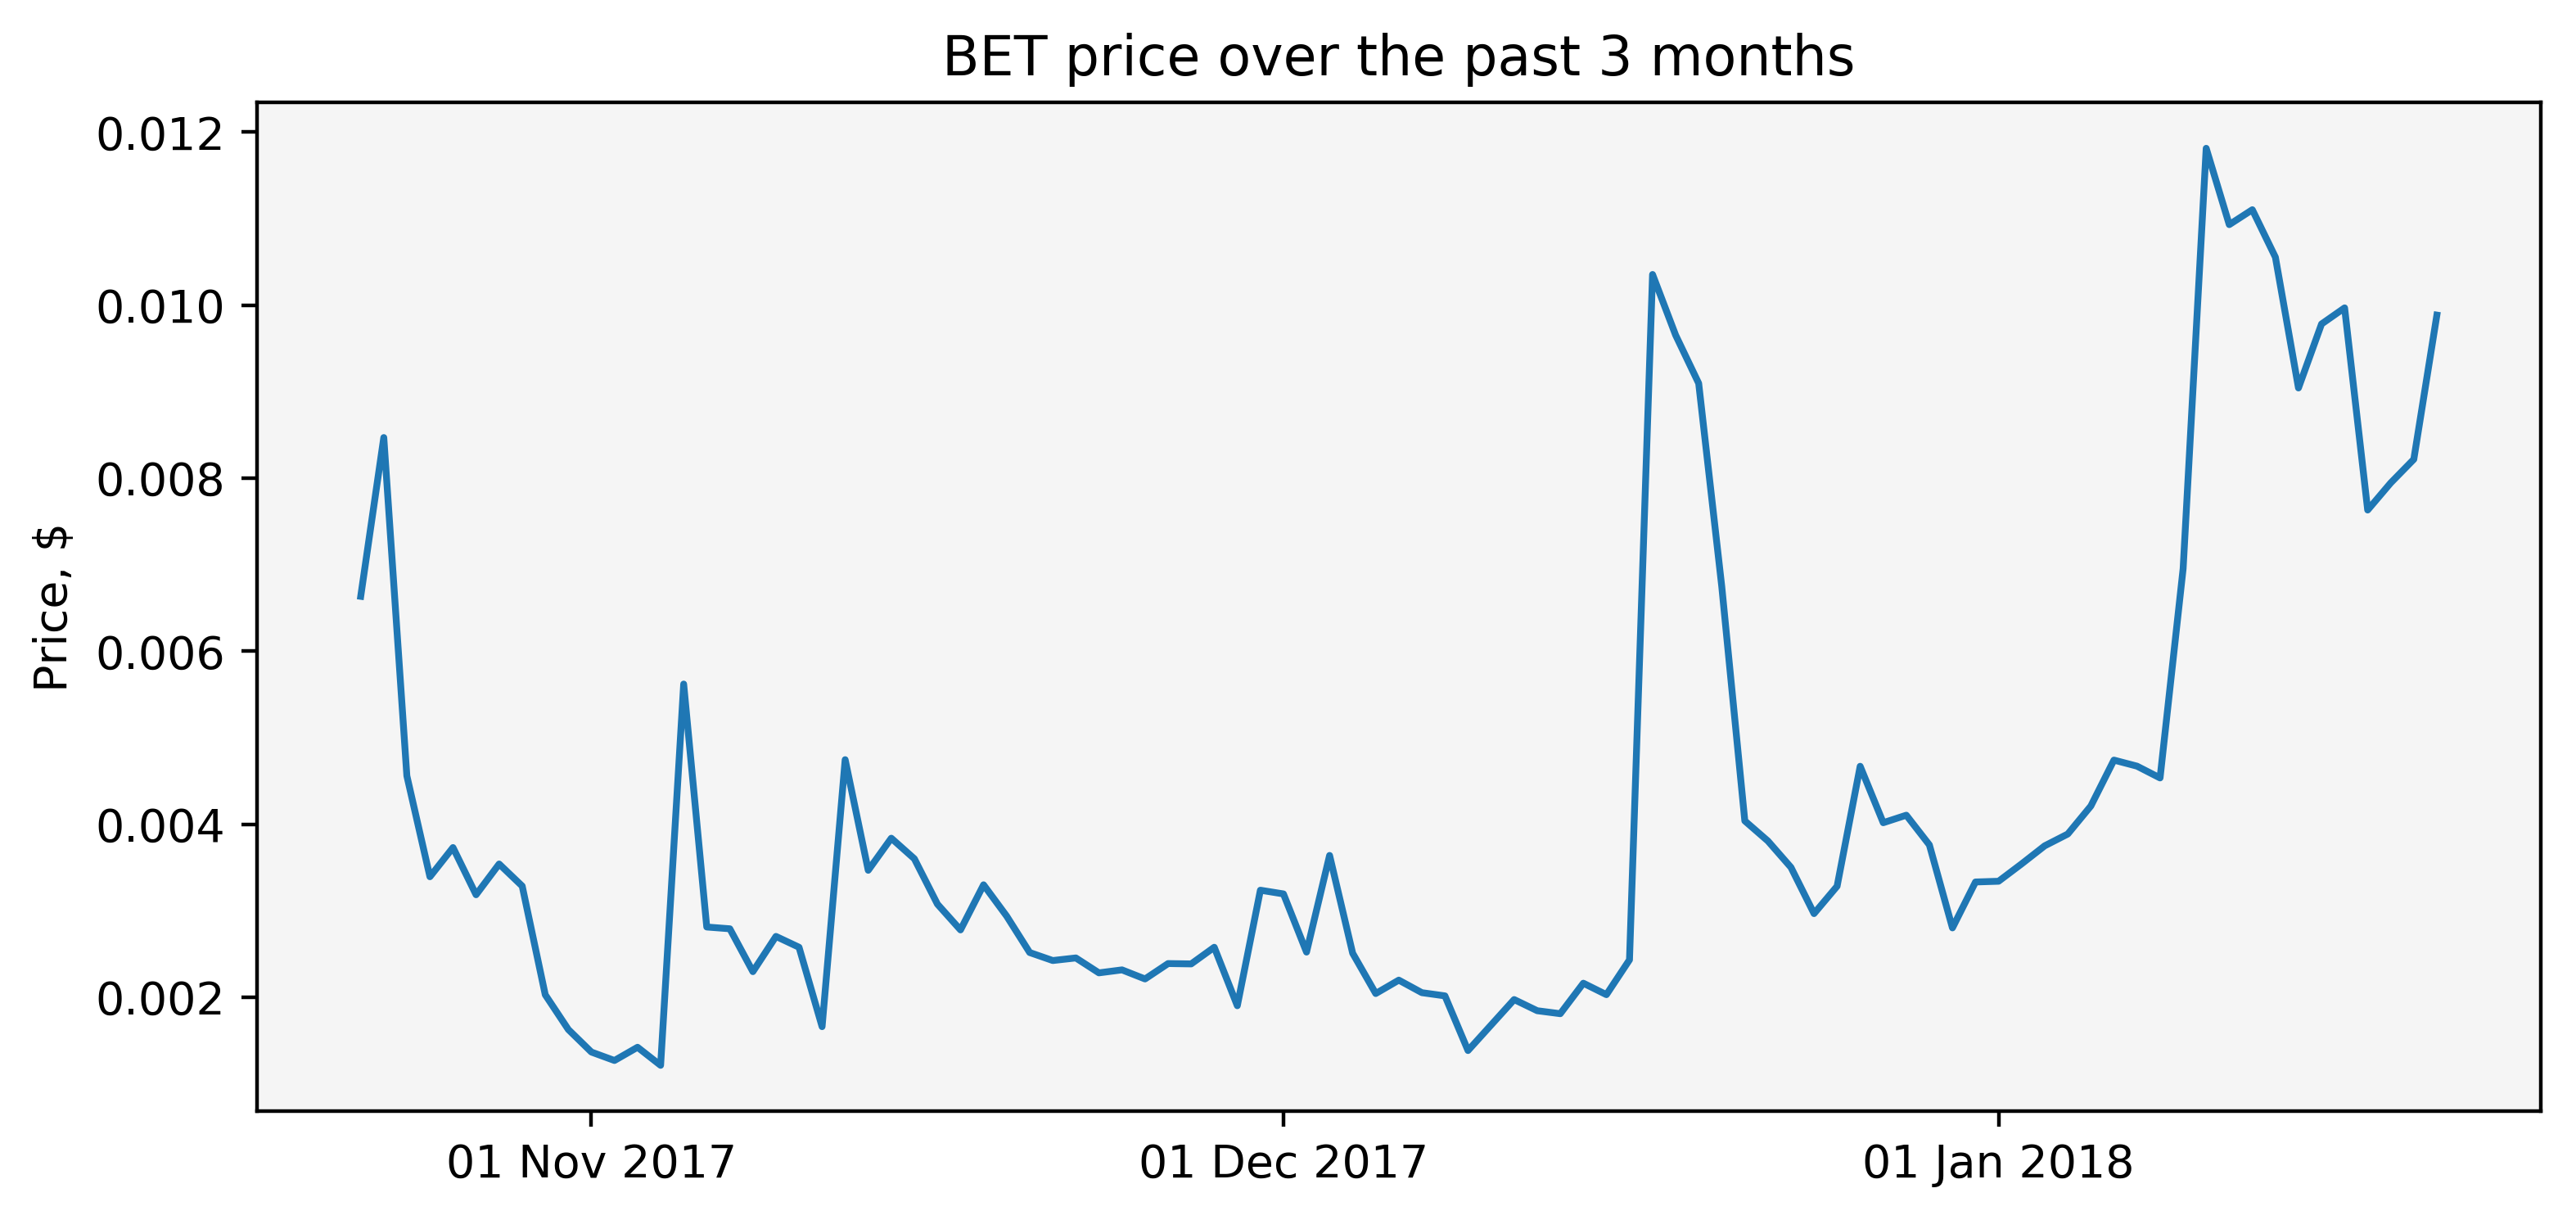 BET price over the past 3 months
Price, $
0.012
0.010
0.008
0.006
0.004
0.002
01 Nov 2017
01 Dec 2017
01 Jan 2018